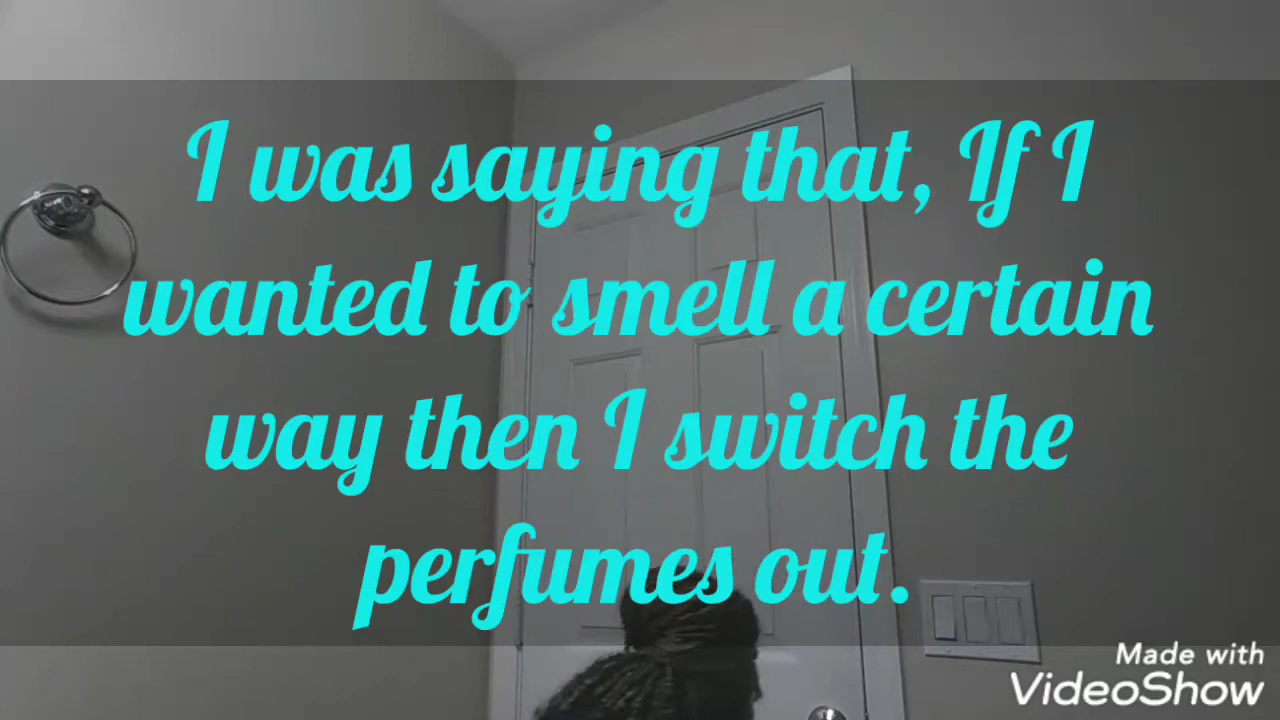 I was saying that, If I
wanted to smell a certain
way then I switch the
perfumes out.
Made with
VideoShow